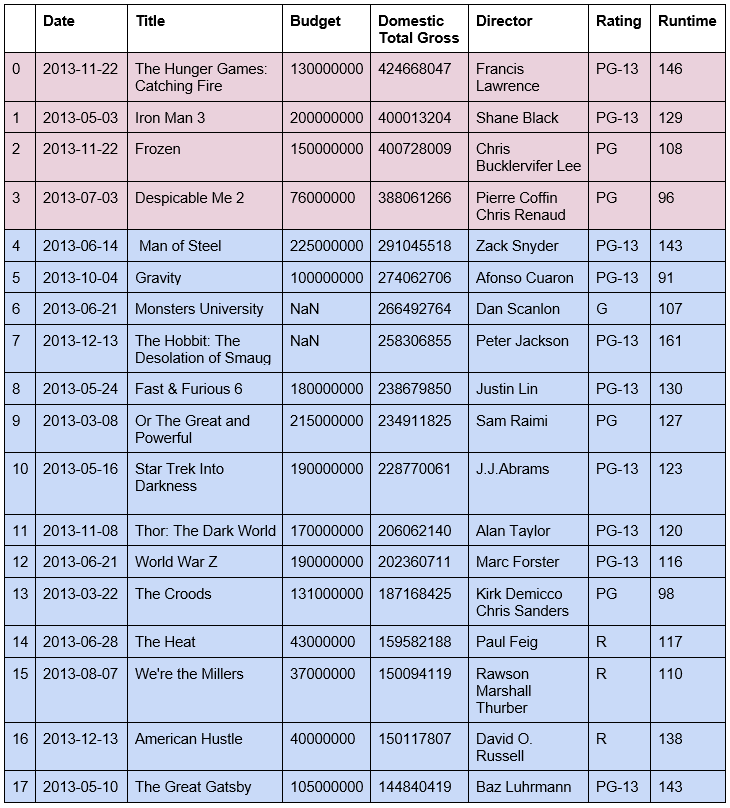 Date Title Budget Domestic Total Gross Director Rating Runtime
0 2013-11-22 The Hunger Games: Catching Fire 130000000 424668047 Francis Lawrence PG-13 146
1 2013-05-03 Iron Man 3 200000000 400013204 Shane Black PG-13 129
2 2013-11-22 Frozen 150000000 400728009 Chris Bucklervifer Lee PG 108
3 2013-07-03 Despicable Me 2 76000000 388061266 Pierre Coffin Chris Renaud PG 96
4 2013-06-14 Man of Steel 225000000 291045518 Zack Snyder PG-13 143
5 2013-10-04 Gravity 100000000 274062706 Afonso Cuaron PG-13 91
6 2013-06-21 Monsters University NaN 266492764 Dan Scanlon G 107
7 2013-12-13 The Hobbit: The Desolation of Smaug NaN 258306855 Peter Jackson PG-13 161
8 2013-05-24 Fast & Furious 6 180000000 238679850 Justin Lin PG-13 130
9 2013-03-08 Or The Great and Powerful 215000000 234911825 Sam Raimi PG 127
10 2013-05-16 Star Trek Into Darkness 190000000 228770061 J.J.Abrams PG-13 123
11 2013-11-08 Thor: The Dark World 170000000 206062140 Alan Taylor PG-13 120
12 2013-06-21 World War Z 190000000 202360711 Marc Forster PG-13 116
13 2013-03-22 The Croods 131000000 187168425 Kirk Demicco Chris Sanders PG 98
14 2013-06-28 The Heat 43000000 159582188 Paul Feig R 117
15 2013-08-07 We're the Millers 37000000 150094119 Rawson Marshall Thurber R 110
16 2013-12-13 American Hustle 40000000 150117807 David O. Russell R 138
17 2013-05-10 The Great Gatsby 105000000 144840419 Baz Luhrmann PG-13 143